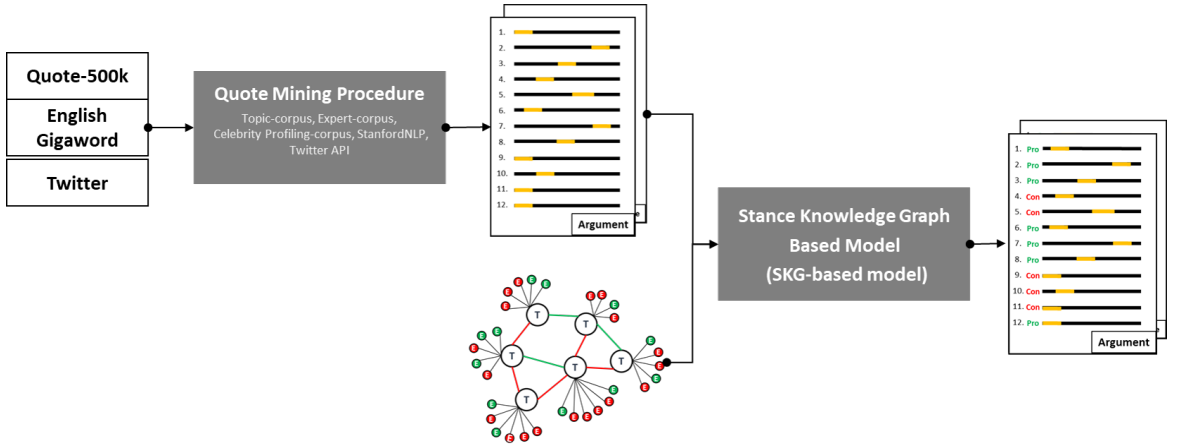 Quote-500k
English
Gigaword
Twitter
Quote Mining Procedure
Topic-corpus, Expert-corpus,
Celebrity Profiling-corpus, StanfordNLP,
Twitter API
1.
2.
3.
4.
5.
6.
7.
8.
9.
10.
11.
12.
e
Argument
E E E E E
E E E
T T
E E E E
E E E E E
T T T
E E E E E
T
E E E E E E
E E E E E
Stance Knowledge Graph
Based Model
(SKG-based model)
1. Pro
2. Pro
3. Pro
4. Con
5. Con
6. Pro
7. Pro
8. Pro
9. Con
10. Con
11. Con
12. Pro
e
Argument